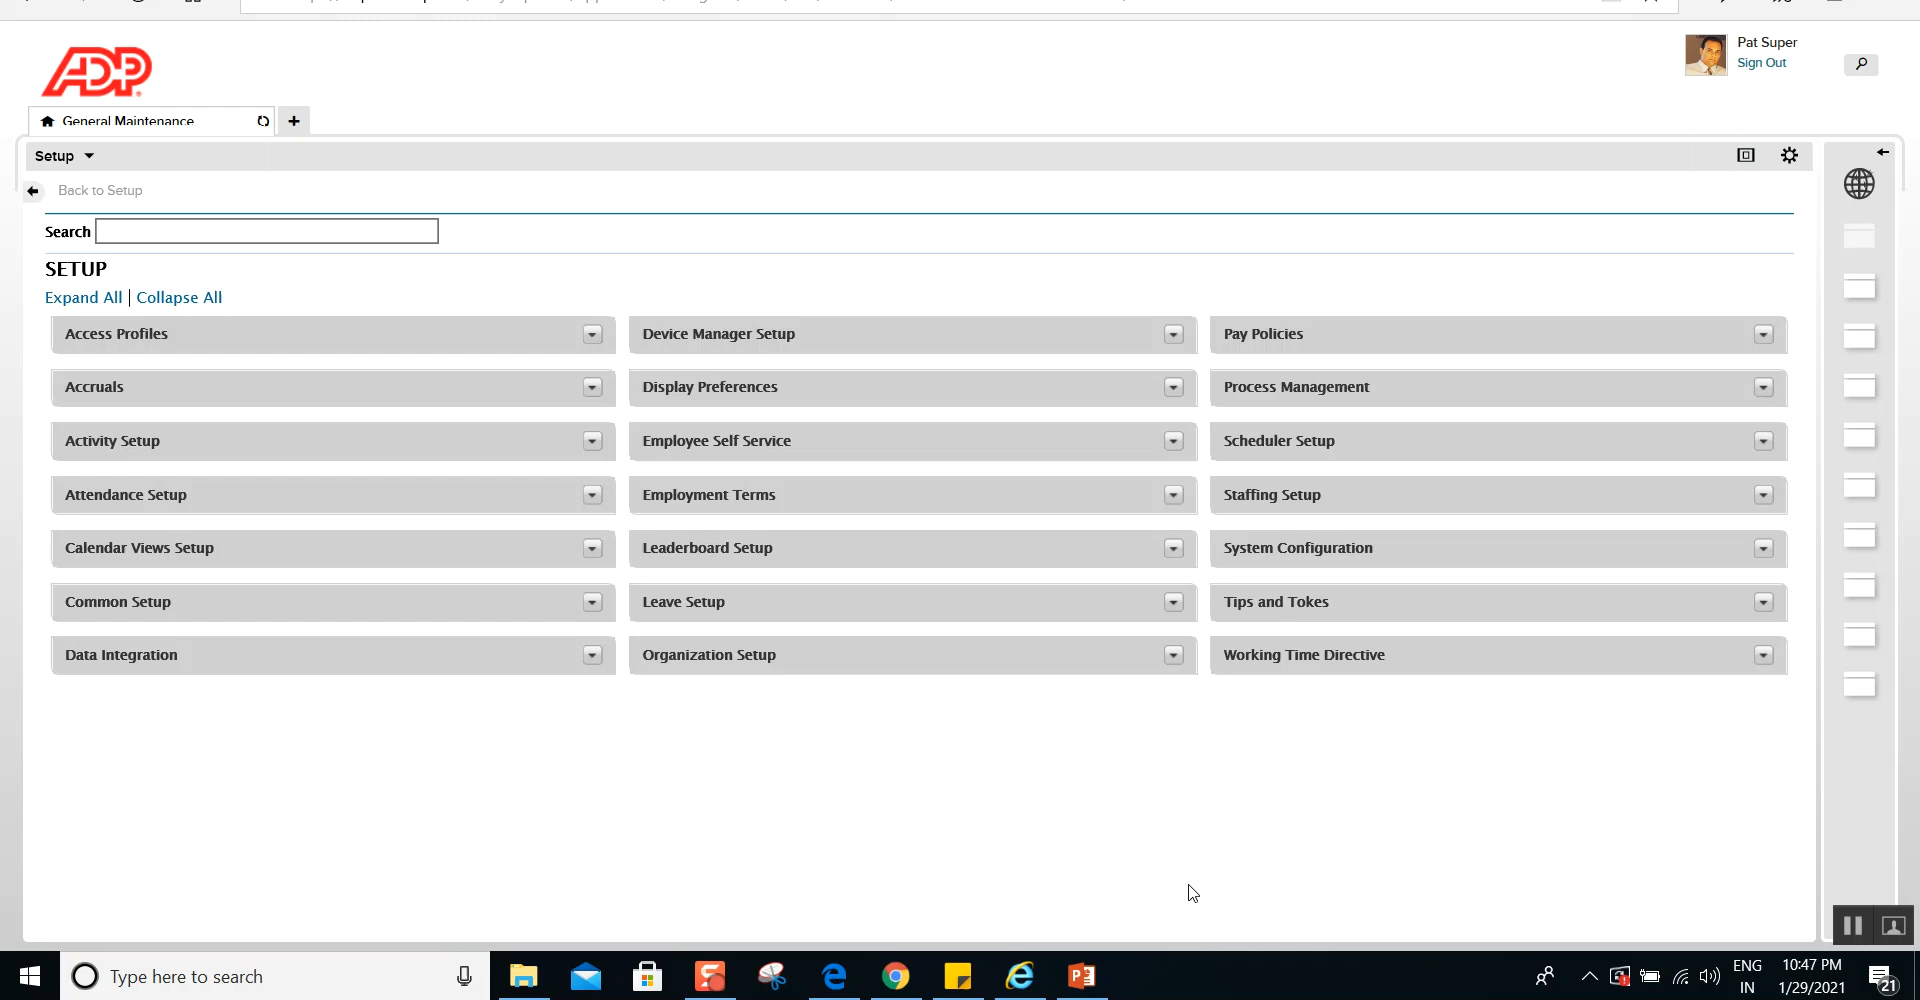 ADP
Pat Super
Sign Out
General Maintenance
Setup
Back to Setup
Search
SETUP
Expand All | Collapse All
Access Profiles
Device Manager Setup
Pay Policies
Accruals
Display Preferences
Process Management
Activity Setup
Employee Self Service
Scheduler Setup
Attendance Setup
Employment Terms
Staffing Setup
Calendar Views Setup
Leaderboard Setup
System Configuration
Common Setup
Leave Setup
Tips and Tokes
Data Integration
Organization Setup
Working Time Directive
Type here to search
ENG
IN
10:47 PM
1/29/2021
21